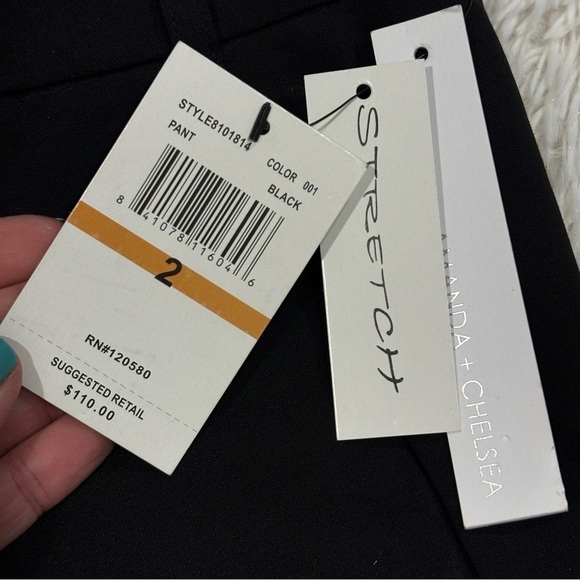 STYLE8101814
PANT
COLOR 001
BLACK
8 41078 11604 6
2
RN#120580
SUGGESTED RETAIL
$110.00
STRETCH
AMANDA + CHELSEA